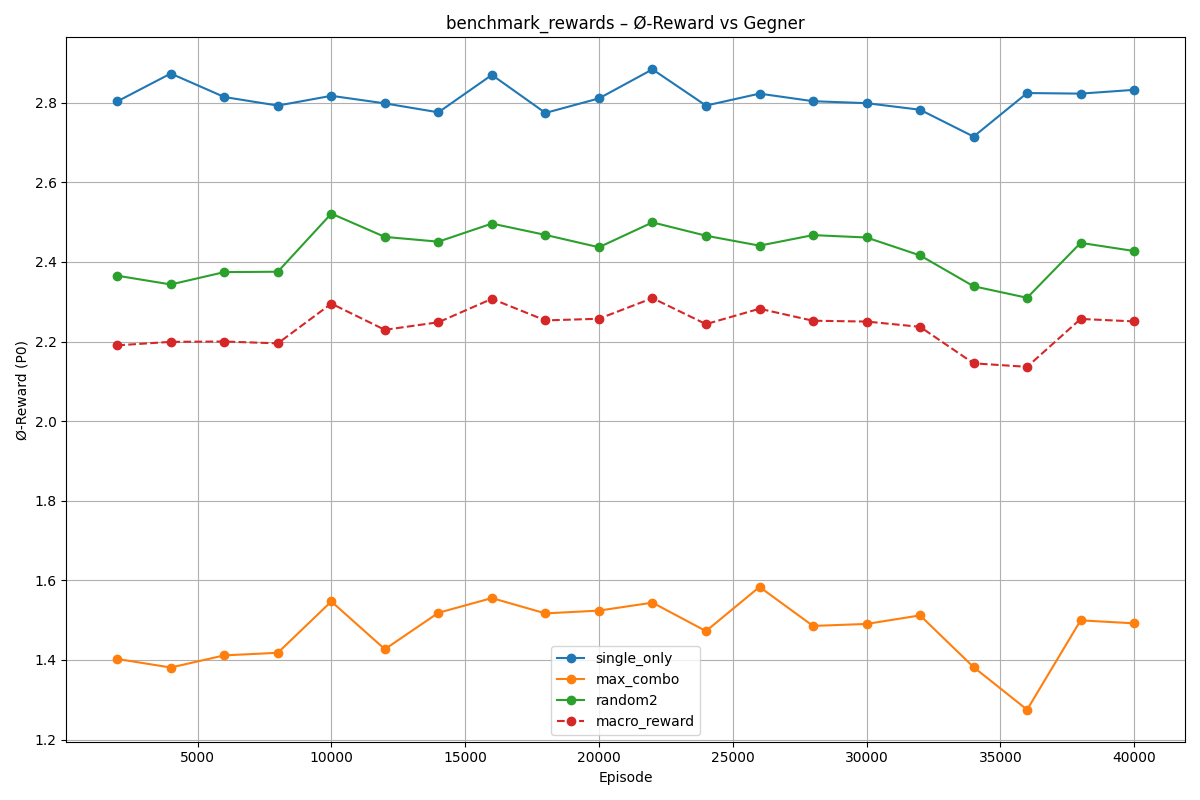 benchmark_rewards – Ø-Reward vs Gegner
Ø-Reward (P0)
2.8
2.6
2.4
2.2
2.0
1.8
1.6
1.4
1.2
single_only
max_combo
random2
macro_reward
5000 10000 15000 20000 25000 30000 35000 40000
Episode